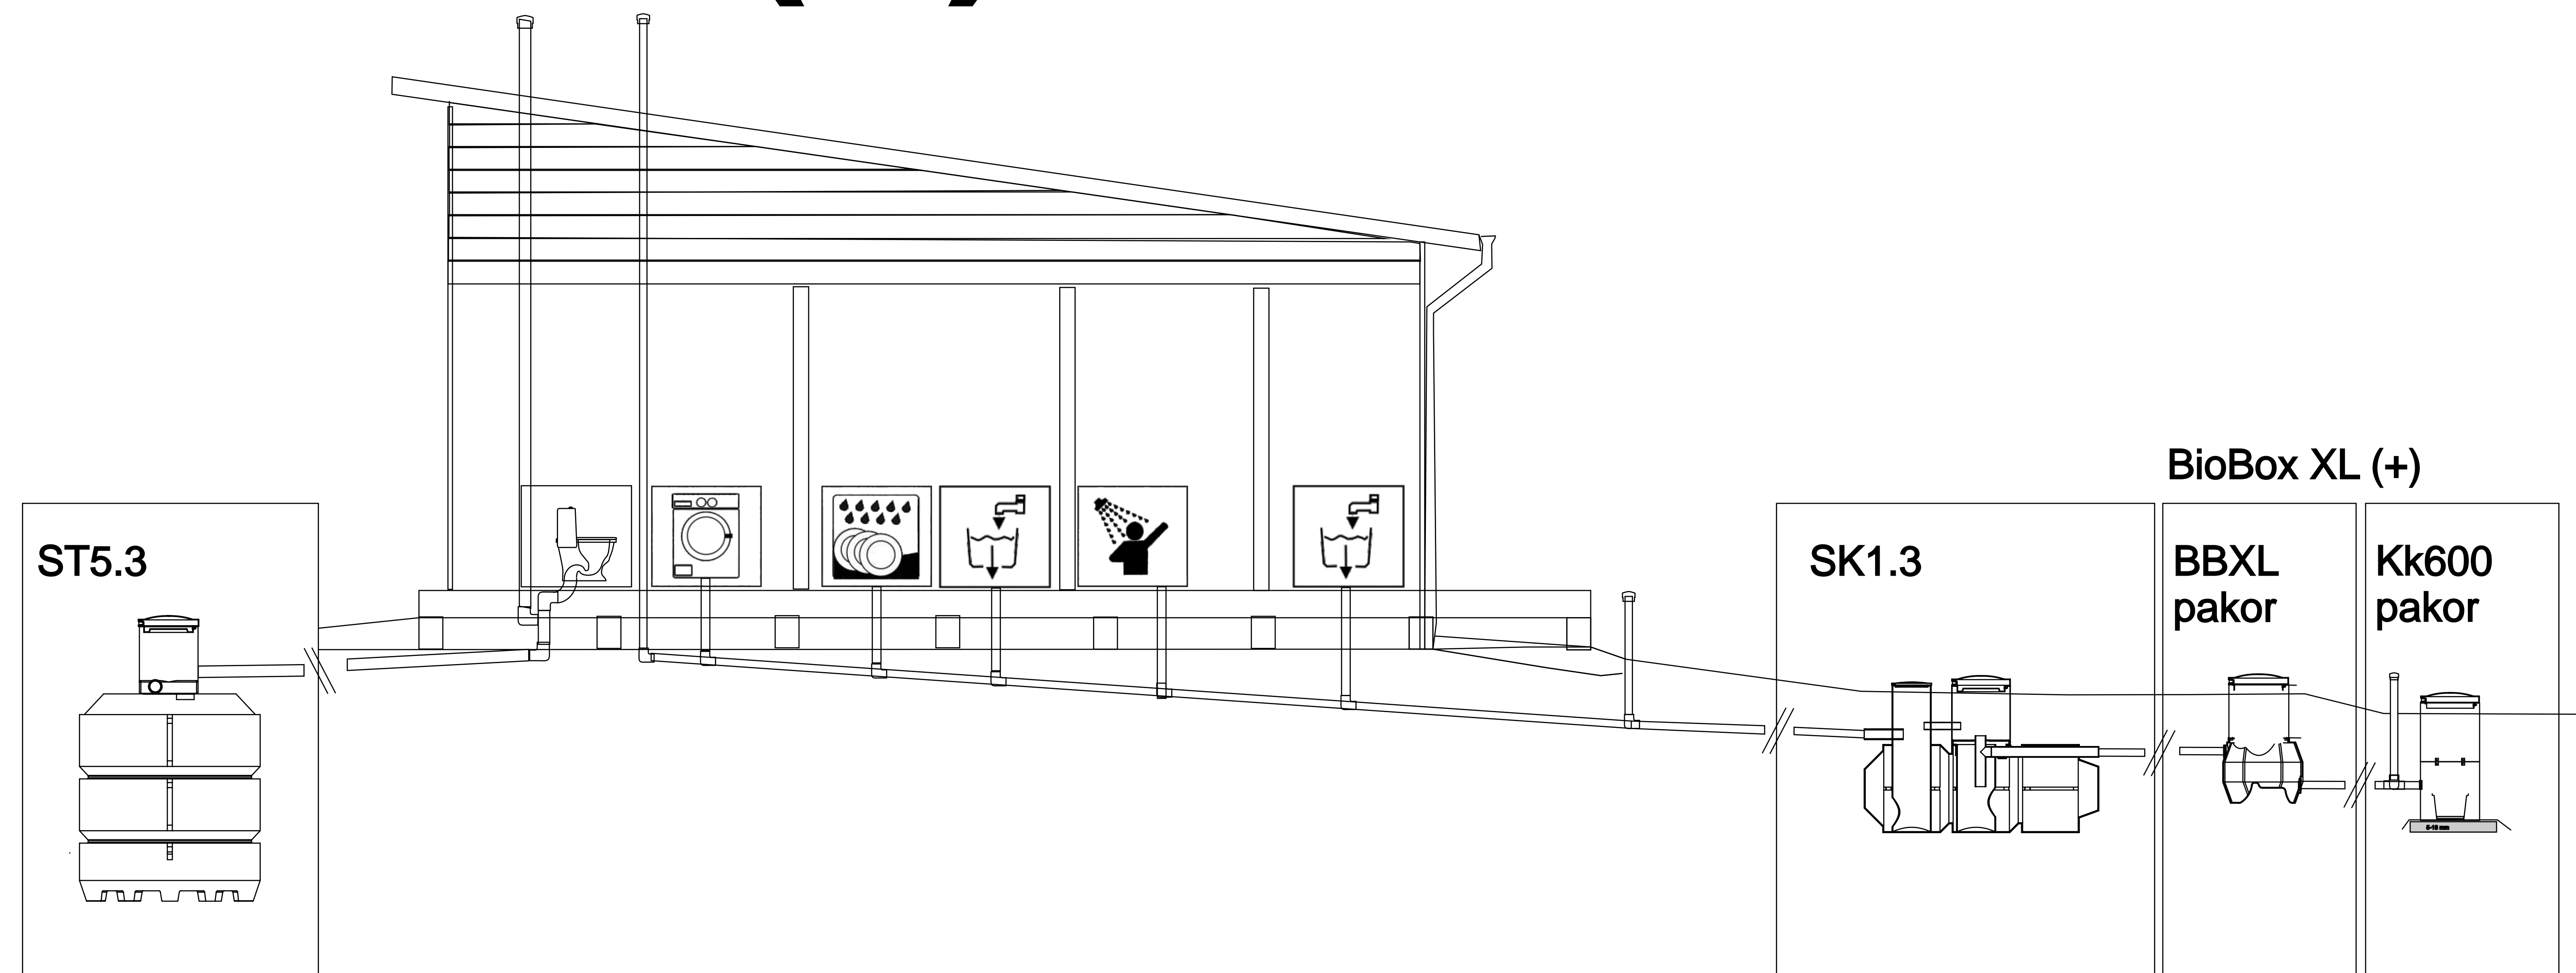 BioBox XL (+)
ST5.3
SK1.3
BBXL
pakor
Kk600
pakor